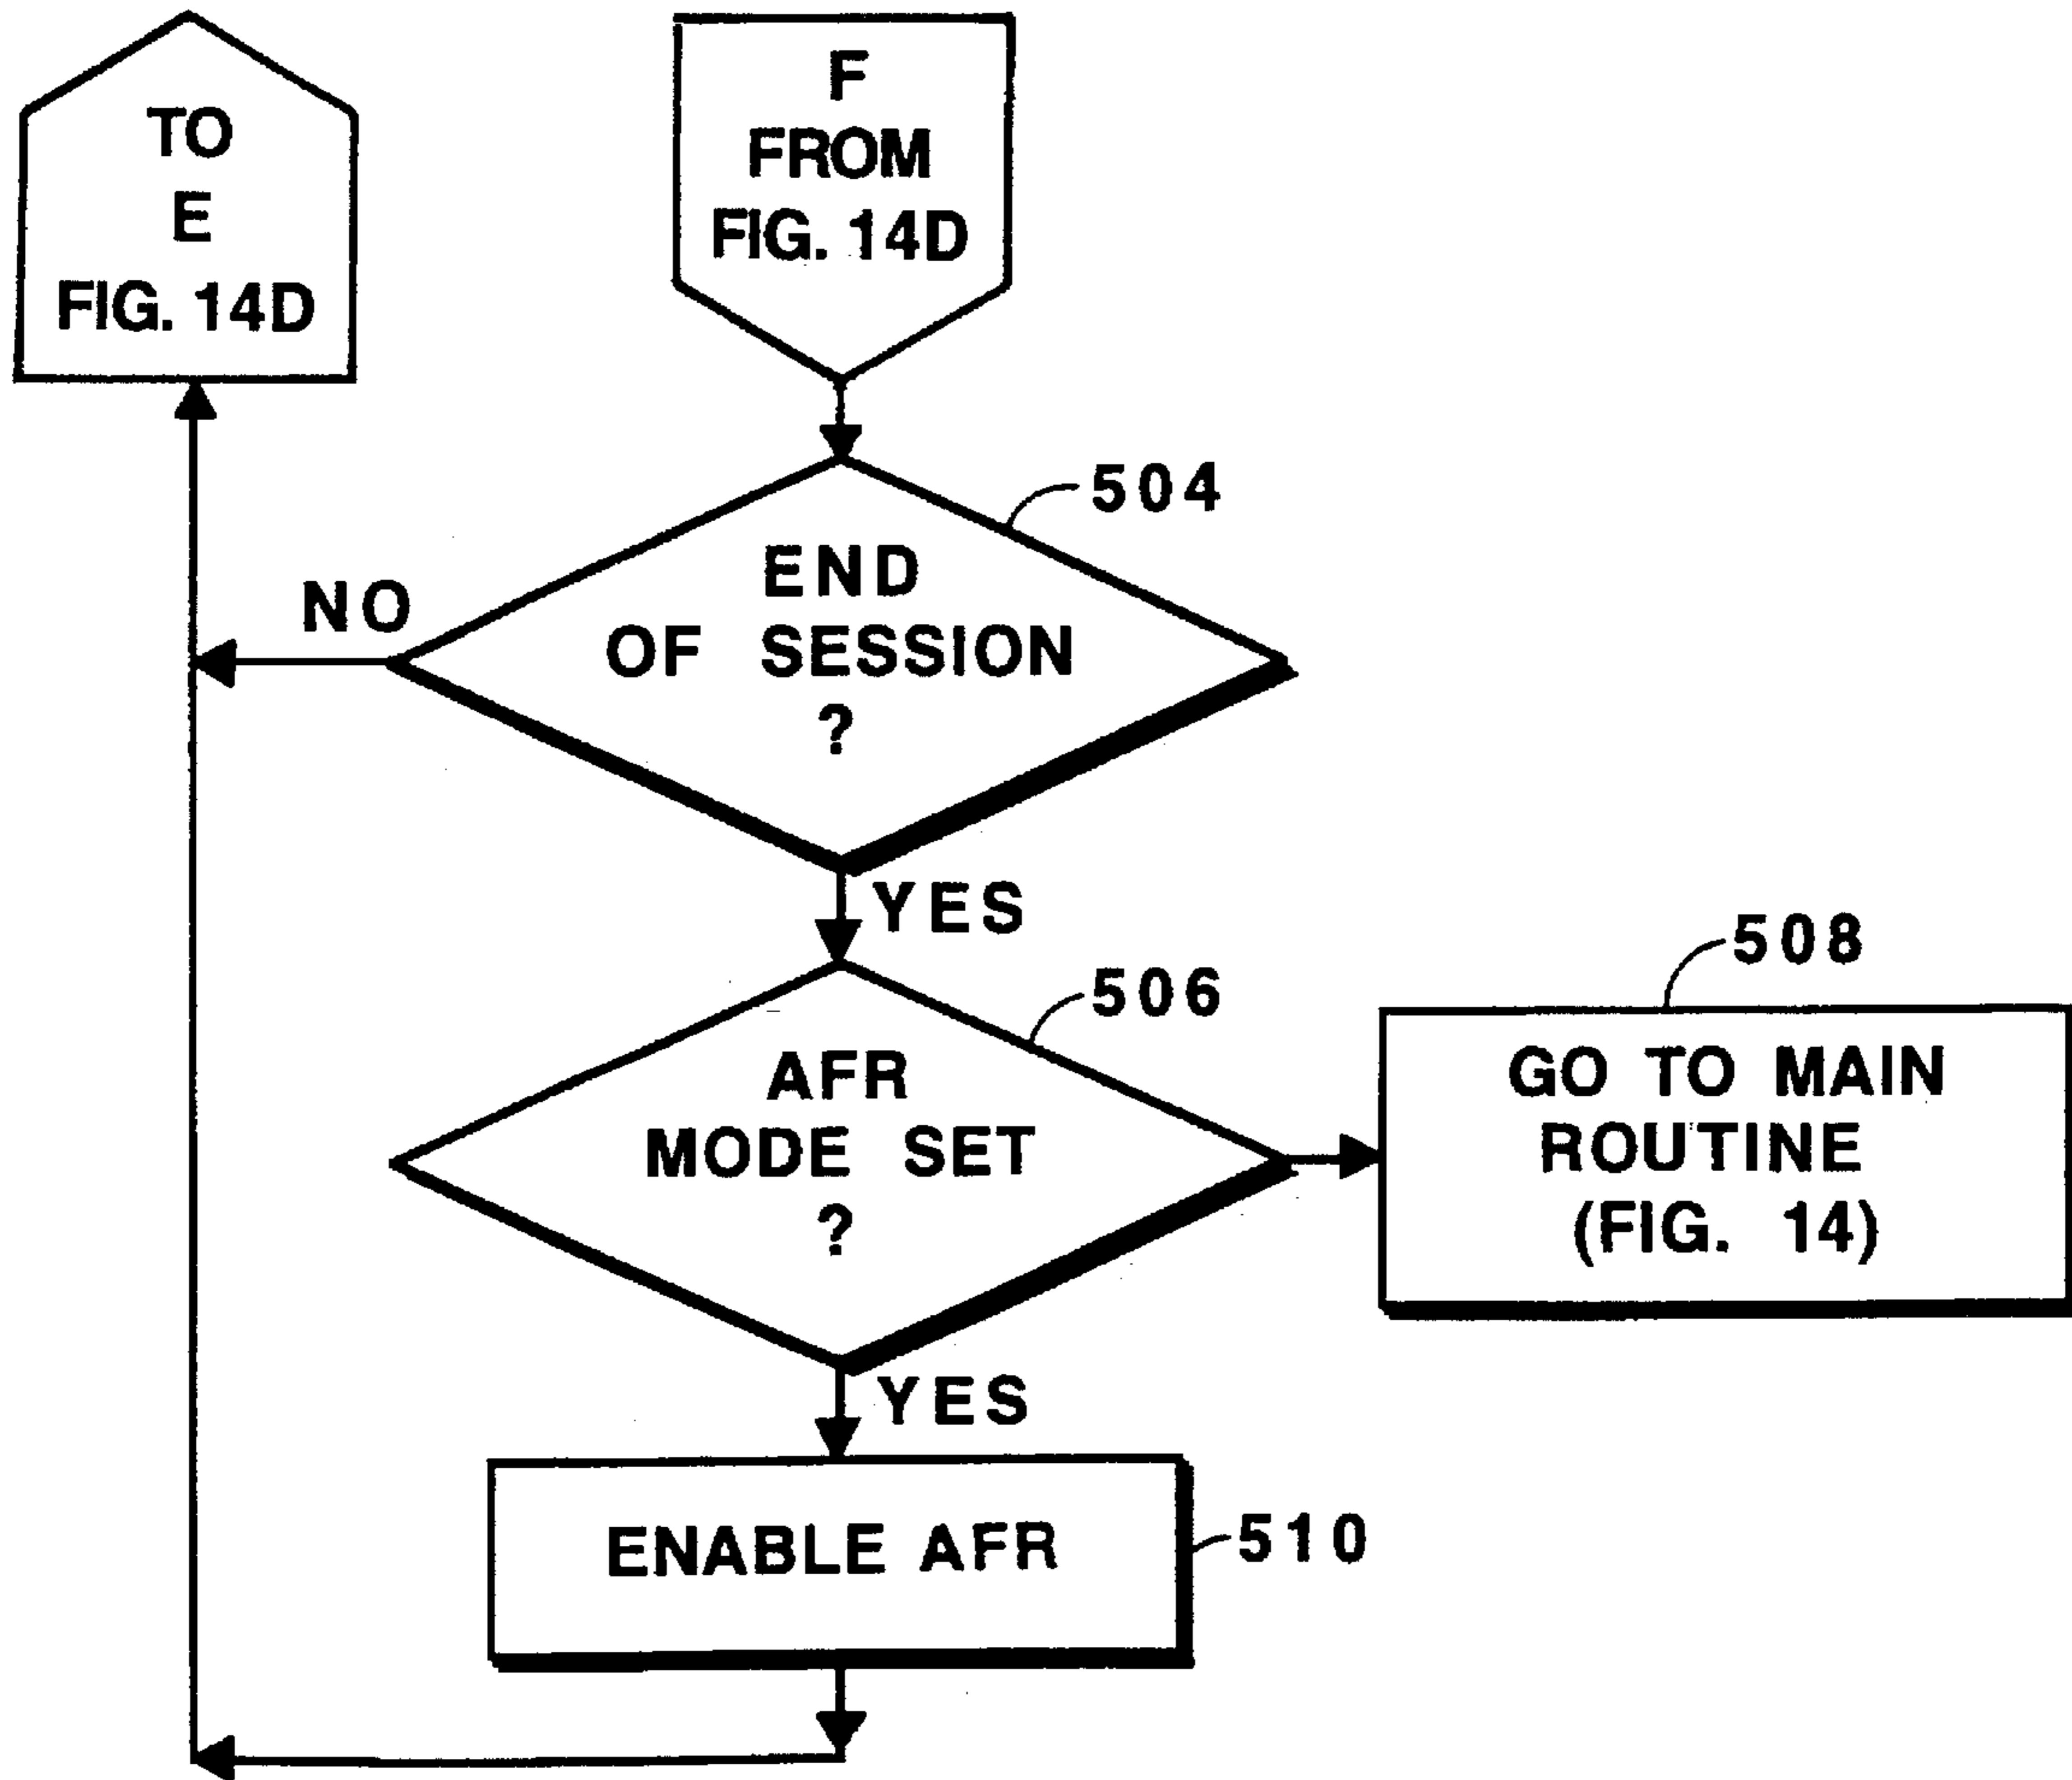 TO
E
FIG. 14D
F
FROM
FIG. 14D
504
END
OF SESSION
?
NO
YES
506
AFR
MODE SET
?
508
GO TO MAIN
ROUTINE
(FIG. 14)
YES
ENABLE AFR
510